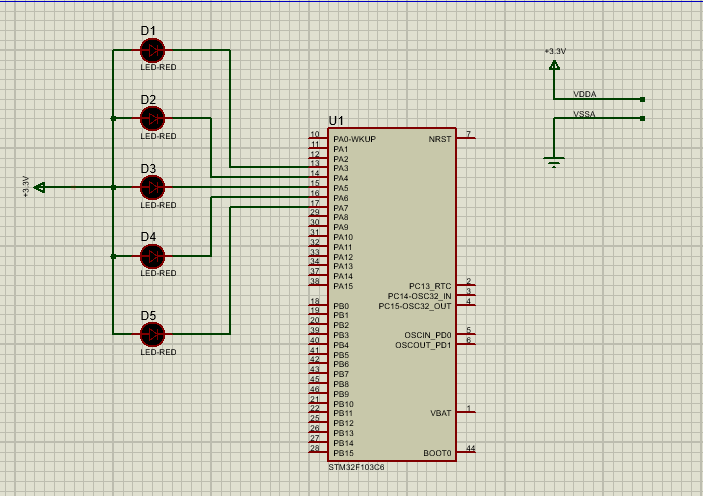 D1
LED-RED
D2
LED-RED
D3
LED-RED
D4
LED-RED
D5
LED-RED
+3.3V
U1
10 PA0-WKUP
11 PA1
12 PA2
13 PA3
14 PA4
15 PA5
16 PA6
17 PA7
29 PA8
30 PA9
31 PA10
32 PA11
33 PA12
34 PA13
37 PA14
38 PA15
18 PB0
19 PB1
20 PB2
39 PB3
40 PB4
41 PB5
42 PB6
43 PB7
45 PB8
46 PB9
21 PB10
22 PB11
25 PB12
26 PB13
27 PB14
28 PB15
NRST 7
PC13_RTC 2
PC14-OSC32_IN 3
PC15-OSC32_OUT 4
OSCIN_PD0 5
OSCOUT_PD1 6
VBAT 1
BOOT0 44
STM32F103C6
+3.3V
VDDA
VSSA